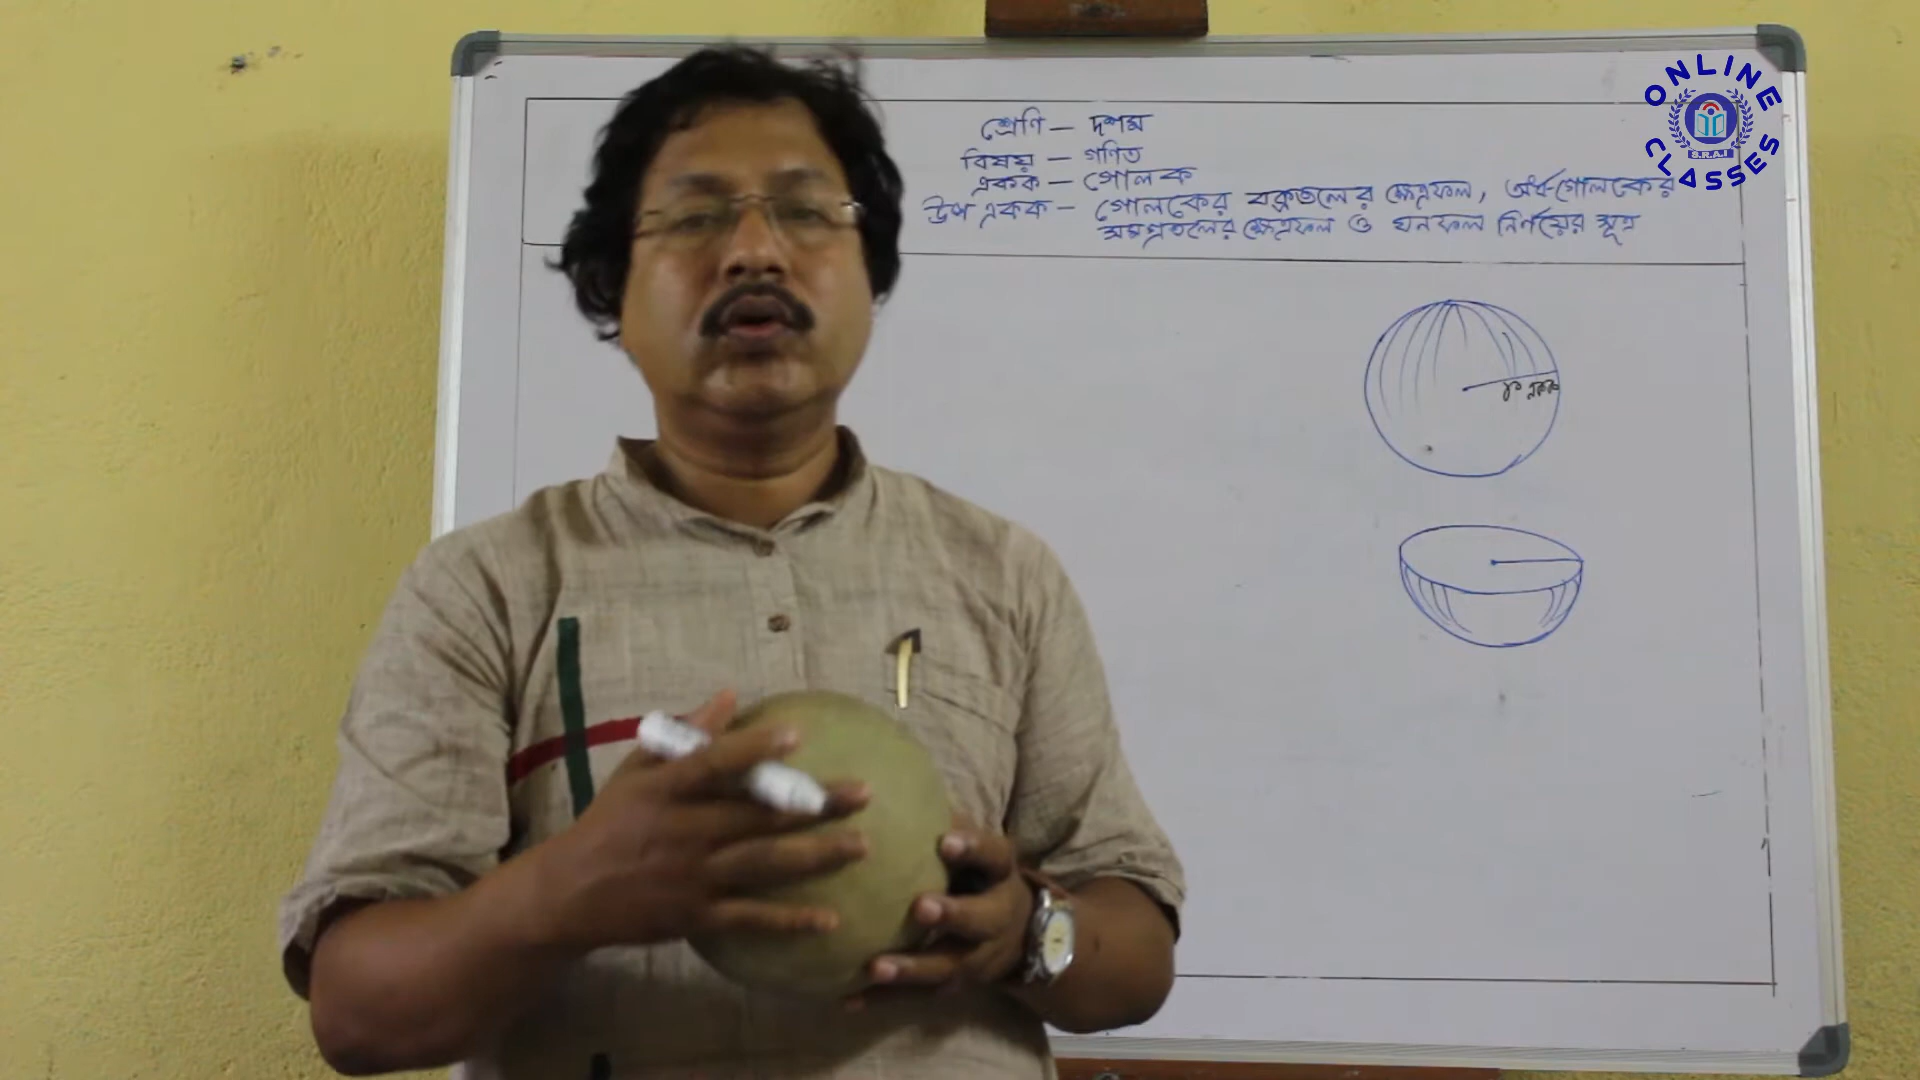 শ্রেণি – দশম
বিষয় – গণিত
একক – গোলক
উপ একক – গোলকের বক্রতলের ক্ষেত্রফল, অর্ধ-গোলকের
সমগ্রতলের ক্ষেত্রফল ও ঘনফল নির্ণয়ের সূত্র
ONLINE
S.R.A.I
CLASSES
r একক